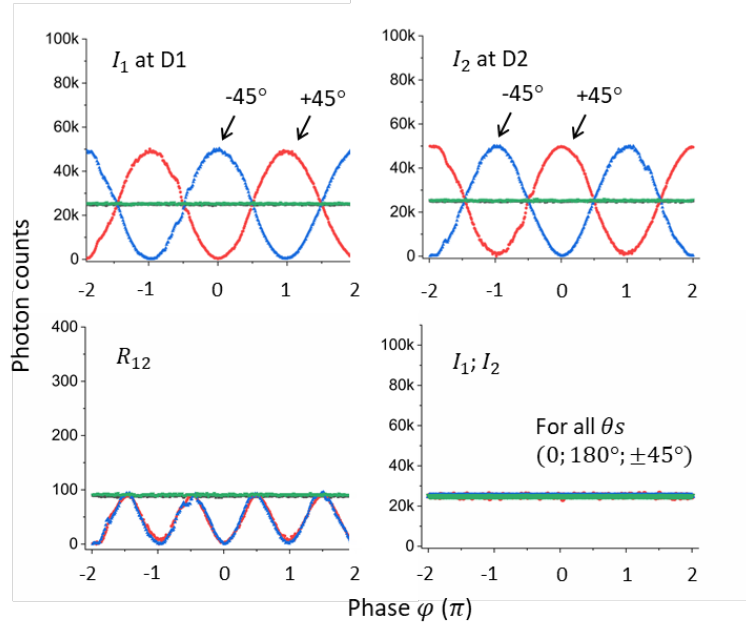 100k
80k
60k
40k
20k
0
I₁ at D1
-45°
+45°
-2
-1
0
1
2
100k
80k
60k
40k
20k
0
I₂ at D2
-45°
+45°
-2
-1
0
1
2
Photon counts
400
300
200
100
0
R₁₂
-2
-1
0
1
2
100k
80k
60k
40k
20k
0
I₁; I₂
For all θs
(0; 180°; ±45°)
-2
-1
0
1
2
Phase φ (π)